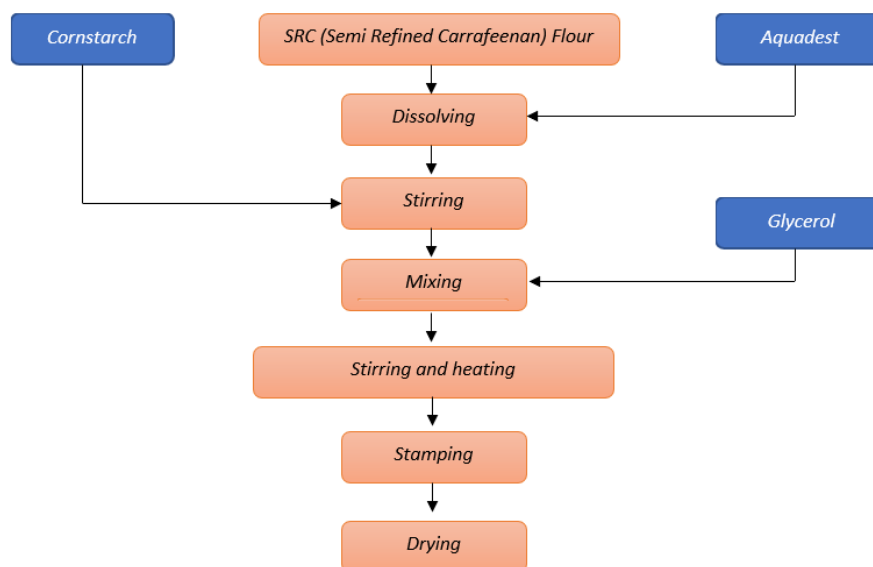 Cornstarch
SRC (Semi Refined Carrafeenan) Flour
Aquadest
Dissolving
Stirring
Glycerol
Mixing
Stirring and heating
Stamping
Drying